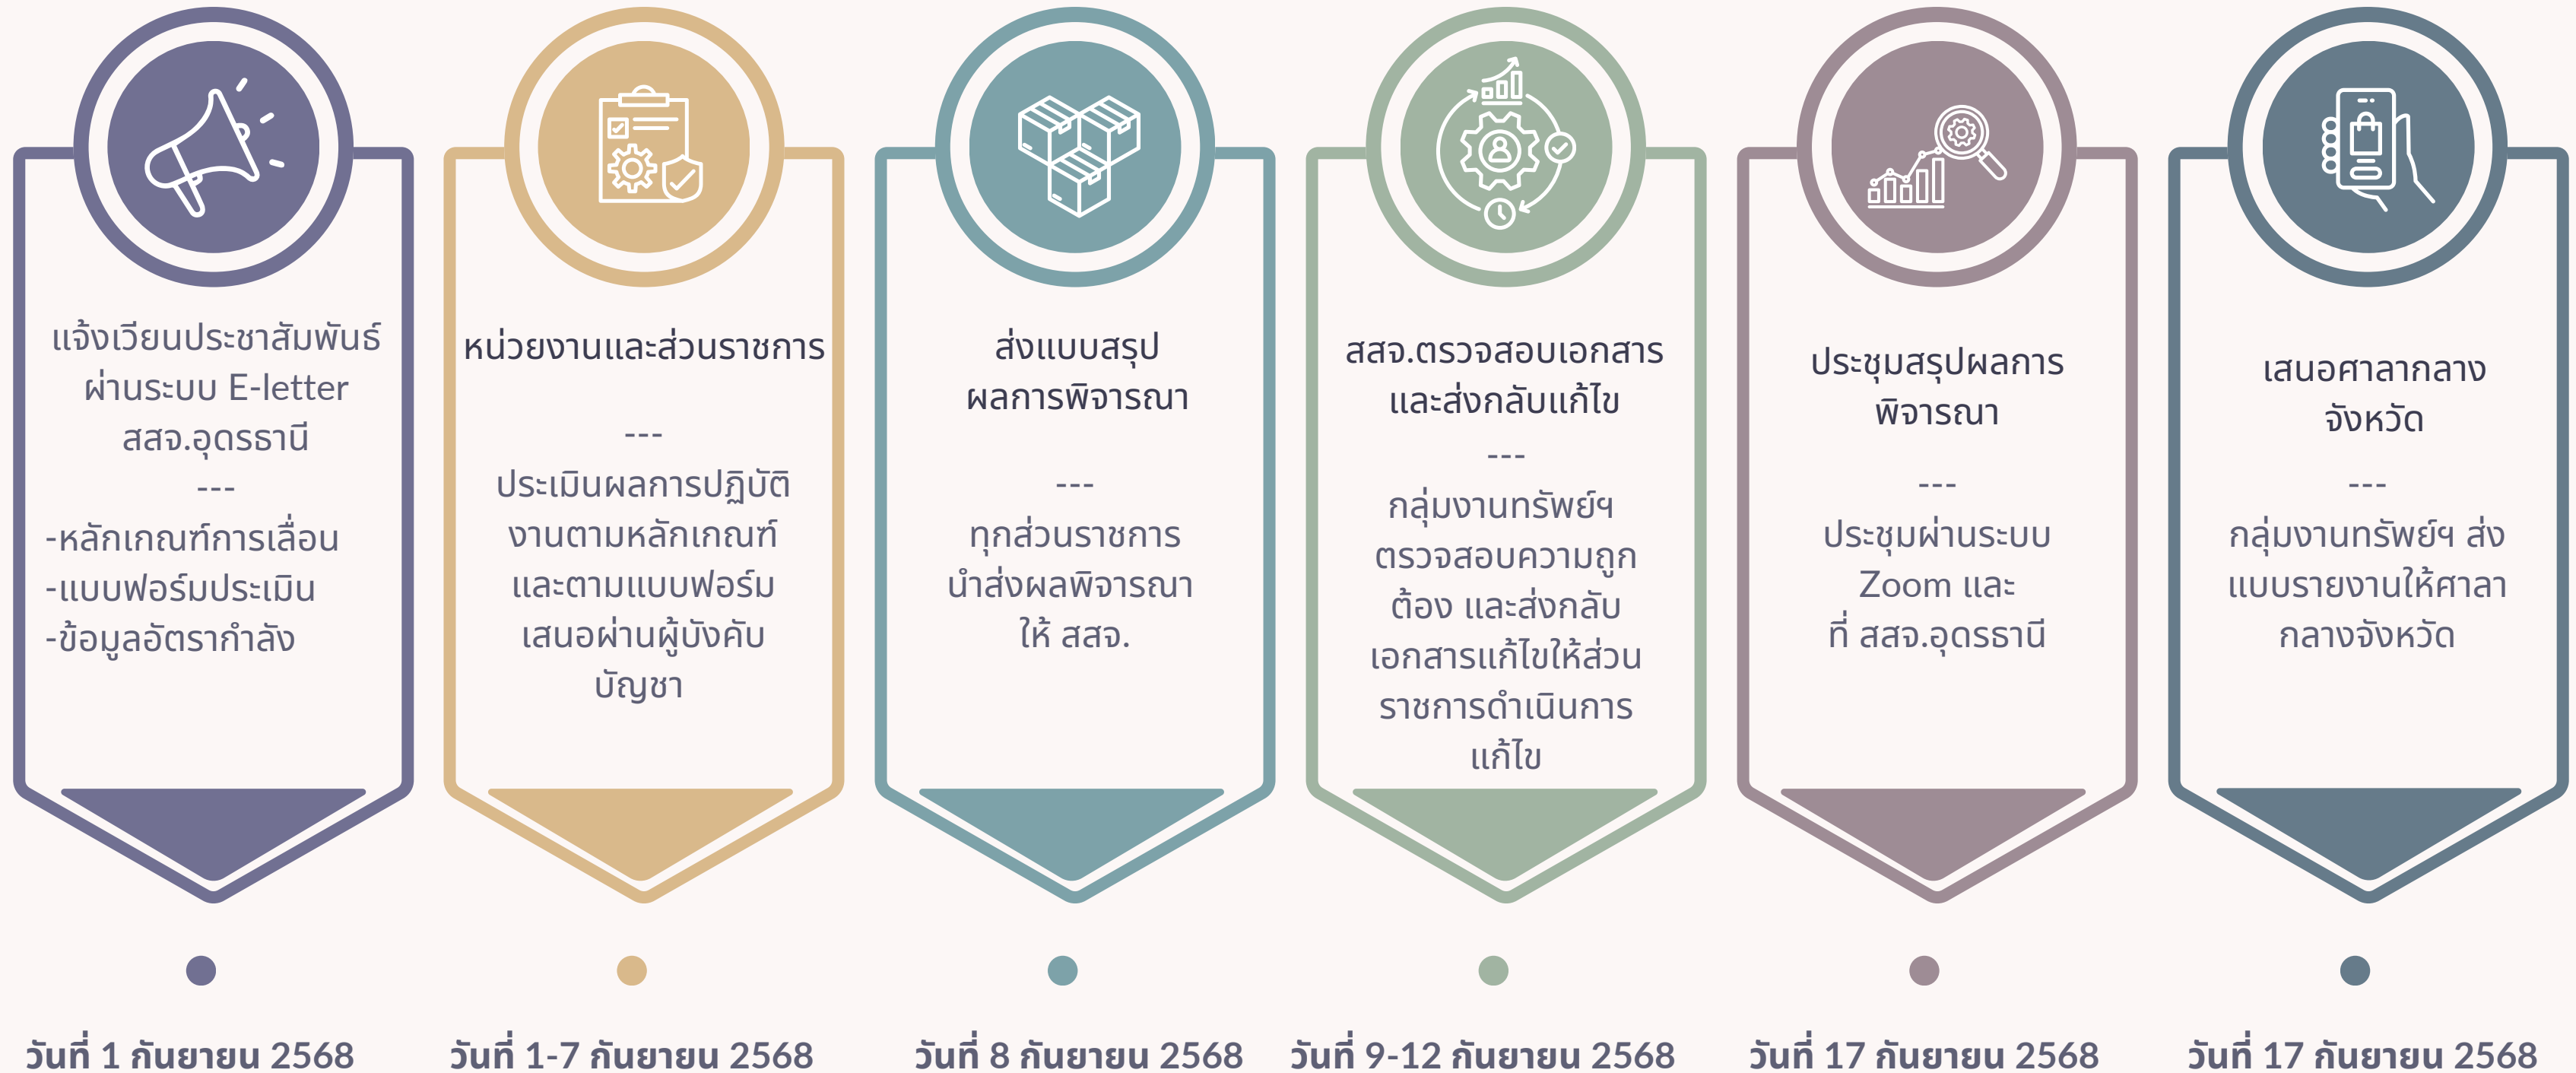 แจ้งเวียนประชาสัมพันธ์
ผ่านระบบ E-letter
สสจ.อุดรธานี
---
-หลักเกณฑ์การเลื่อน
-แบบฟอร์มประเมิน
-ข้อมูลอัตรากำลัง
วันที่ 1 กันยายน 2568
หน่วยงานและส่วนราชการ
---
ประเมินผลการปฏิบัติ
งานตามหลักเกณฑ์
และตามแบบฟอร์ม
เสนอผ่านผู้บังคับ
บัญชา
วันที่ 1-7 กันยายน 2568
ส่งแบบสรุป
ผลการพิจารณา
---
ทุกส่วนราชการ
นำส่งผลพิจารณา
ให้ สสจ.
วันที่ 8 กันยายน 2568
สสจ.ตรวจสอบเอกสาร
และส่งกลับแก้ไข
---
กลุ่มงานทรัพย์ฯ
ตรวจสอบความถูก
ต้อง และส่งกลับ
เอกสารแก้ไขให้ส่วน
ราชการดำเนินการ
แก้ไข
วันที่ 9-12 กันยายน 2568
ประชุมสรุปผลการ
พิจารณา
---
ประชุมผ่านระบบ
Zoom และ
ที่ สสจ.อุดรธานี
วันที่ 17 กันยายน 2568
เสนอศาลากลาง
จังหวัด
---
กลุ่มงานทรัพย์ฯ ส่ง
แบบรายงานให้ศาลา
กลางจังหวัด
วันที่ 17 กันยายน 2568